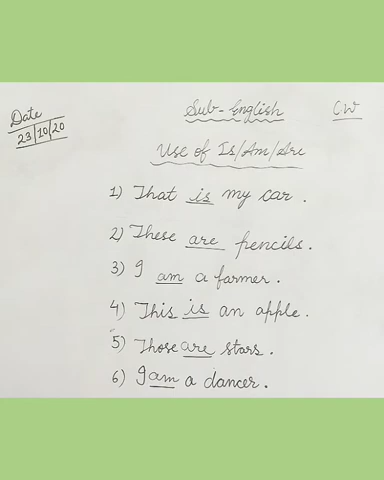 Date
23/10/20
Sub-English
CW
Use of Is/Am/Are
1) That is my car.
2) These are pencils.
3) I am a farmer.
4) This is an apple.
5) Those are stars.
6) I am a dancer.